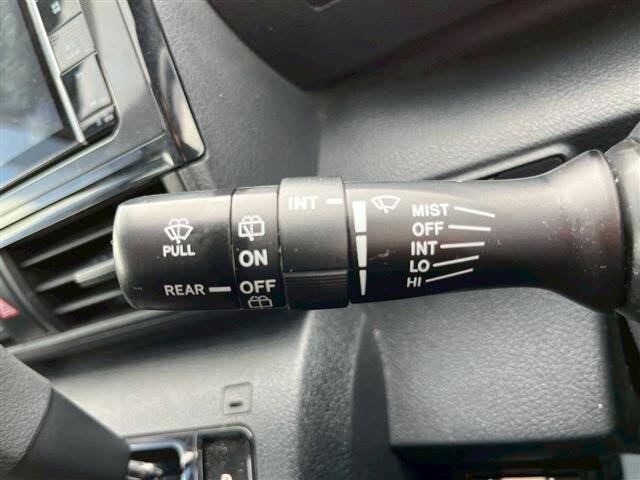 PULL
REAR
ON
OFF
INT
MIST
OFF
INT
LO
HI